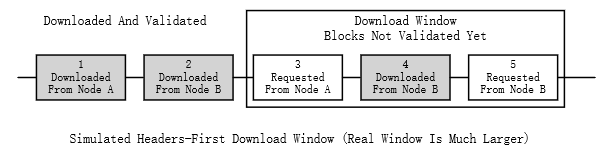 Downloaded And Validated
Download Window
Blocks Not Validated Yet
1
Downloaded
From Node A
2
Downloaded
From Node B
3
Requested
From Node A
4
Downloaded
From Node B
5
Requested
From Node B
Simulated Headers-First Download Window (Real Window Is Much Larger)